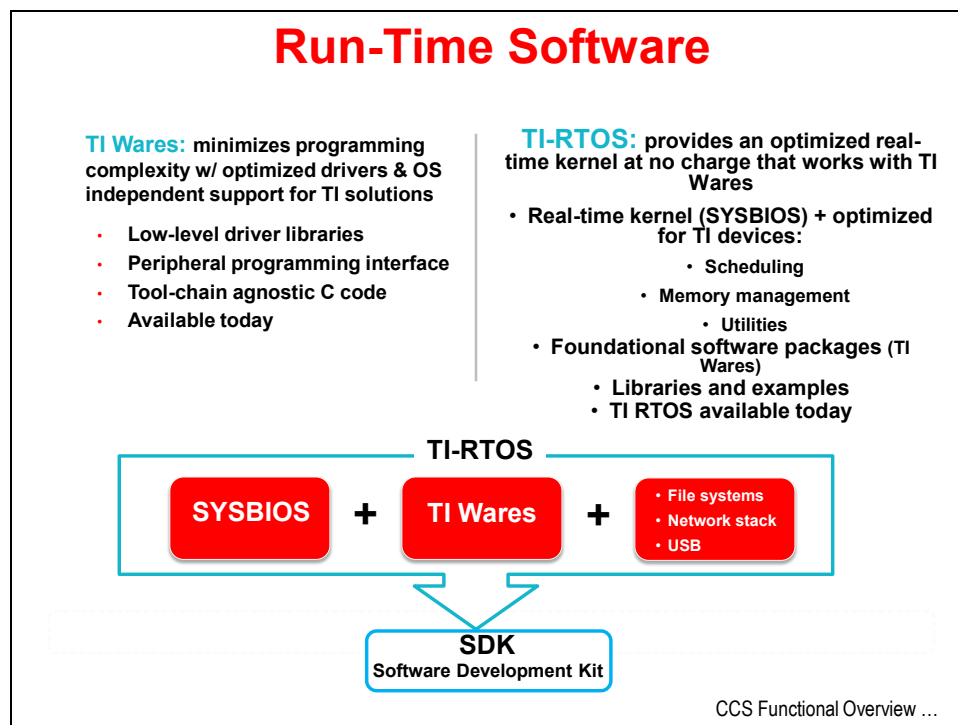 Run-Time Software
TI Wares: minimizes programming
complexity w/ optimized drivers & OS
independent support for TI solutions
• Low-level driver libraries
• Peripheral programming interface
• Tool-chain agnostic C code
• Available today
TI-RTOS: provides an optimized real-
time kernel at no charge that works with TI
Wares
• Real-time kernel (SYSBIOS) + optimized
for TI devices:
• Scheduling
• Memory management
• Utilities
• Foundational software packages (TI
Wares)
• Libraries and examples
• TI RTOS available today
TI-RTOS
SYSBIOS
+
TI Wares
+
• File systems
• Network stack
• USB
SDK
Software Development Kit
CCS Functional Overview …